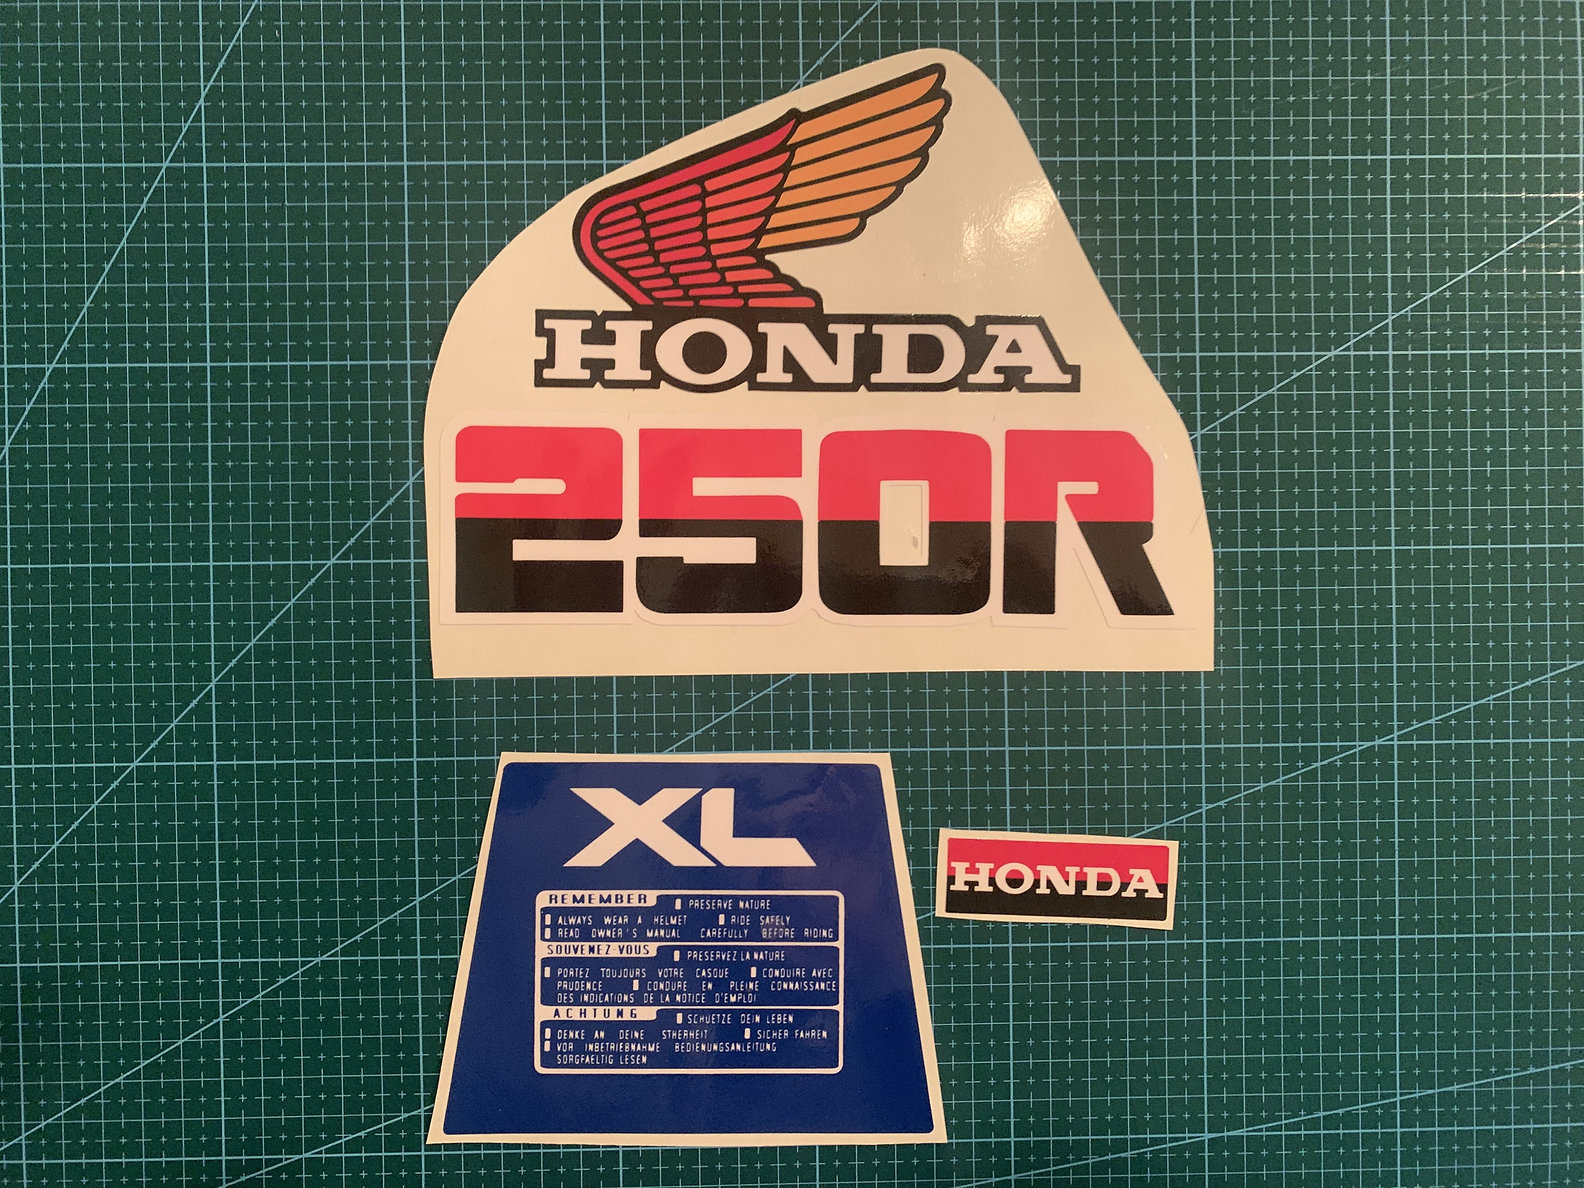 HONDA
250R
XL
REMEMBER PRESERVE NATURE
ALWAYS WEAR A HELMET RIDE SAFELY
READ OWNER'S MANUAL CAREFULLY BEFORE RIDING
SOUVENEZ-VOUS PRESERVEZ LA NATURE
PORTEZ TOUJOURS VOTRE CASQUE CONDUIRE AVEC
PRUDENCE CONDURE EN PLEINE CONNAISSANCE
DES INDICATIONS DE LA NOTICE D'EMPLOI
ACHTUNG SCHUETZE DEIN LEBEN
DENKE AN DEINE STHERHEIT SICHER FAHREN
VOR INBETRIEBNAHME BEDIENUNGSANLEITUNG
SORGFAELTIG LESEN
HONDA